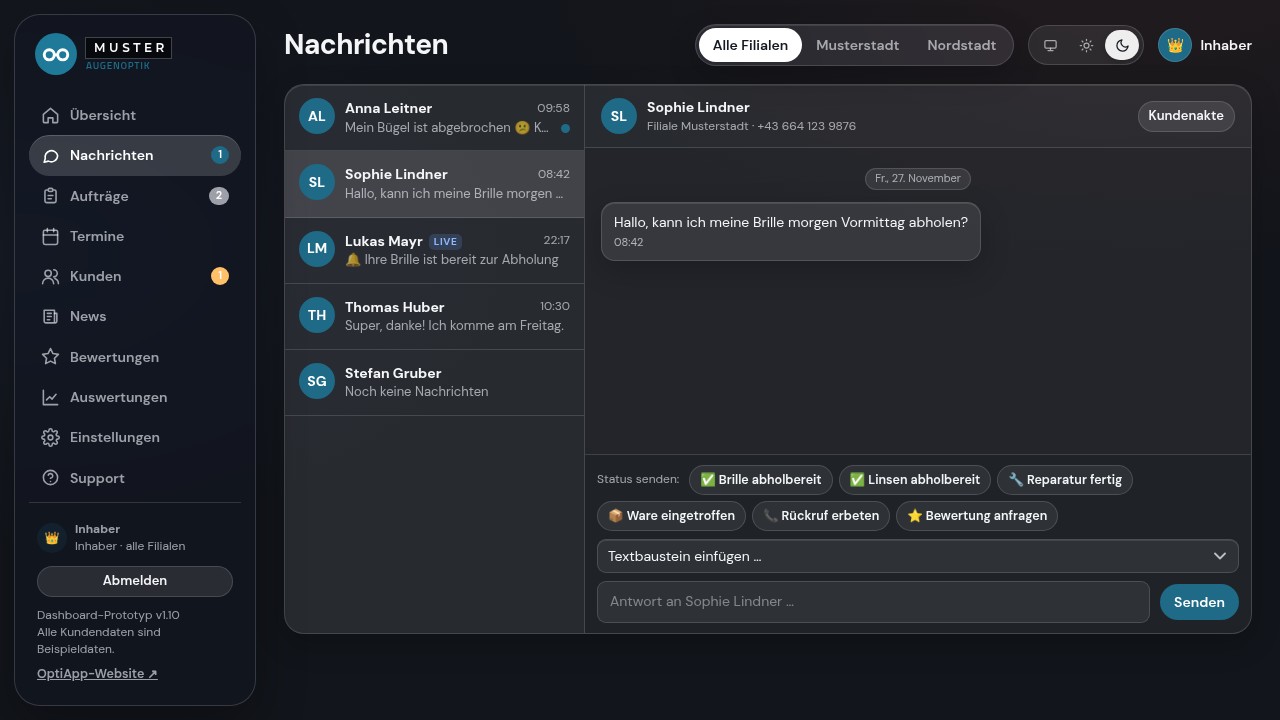 MUSTER
AUGENOPTIK
Übersicht
Nachrichten 1
Aufträge 2
Termine
Kunden 1
News
Bewertungen
Auswertungen
Einstellungen
Support
Inhaber
Inhaber · alle Filialen
Abmelden
Dashboard-Prototyp v1.10
Alle Kundendaten sind
Beispieldaten.
OptiApp-Website ↗
Nachrichten
Alle Filialen Musterstadt Nordstadt
Inhaber
AL Anna Leitner 09:58
Mein Bügel ist abgebrochen 😕 K…
SL Sophie Lindner 08:42
Hallo, kann ich meine Brille morgen …
LM Lukas Mayr LIVE 22:17
🔔 Ihre Brille ist bereit zur Abholung
TH Thomas Huber 10:30
Super, danke! Ich komme am Freitag.
SG Stefan Gruber
Noch keine Nachrichten
SL Sophie Lindner
Filiale Musterstadt · +43 664 123 9876
Kundenakte
Fr., 27. November
Hallo, kann ich meine Brille morgen Vormittag abholen?
08:42
Status senden: ✅ Brille abholbereit ✅ Linsen abholbereit 🔧 Reparatur fertig
📦 Ware eingetroffen 📞 Rückruf erbeten ⭐ Bewertung anfragen
Textbaustein einfügen …
Antwort an Sophie Lindner …
Senden